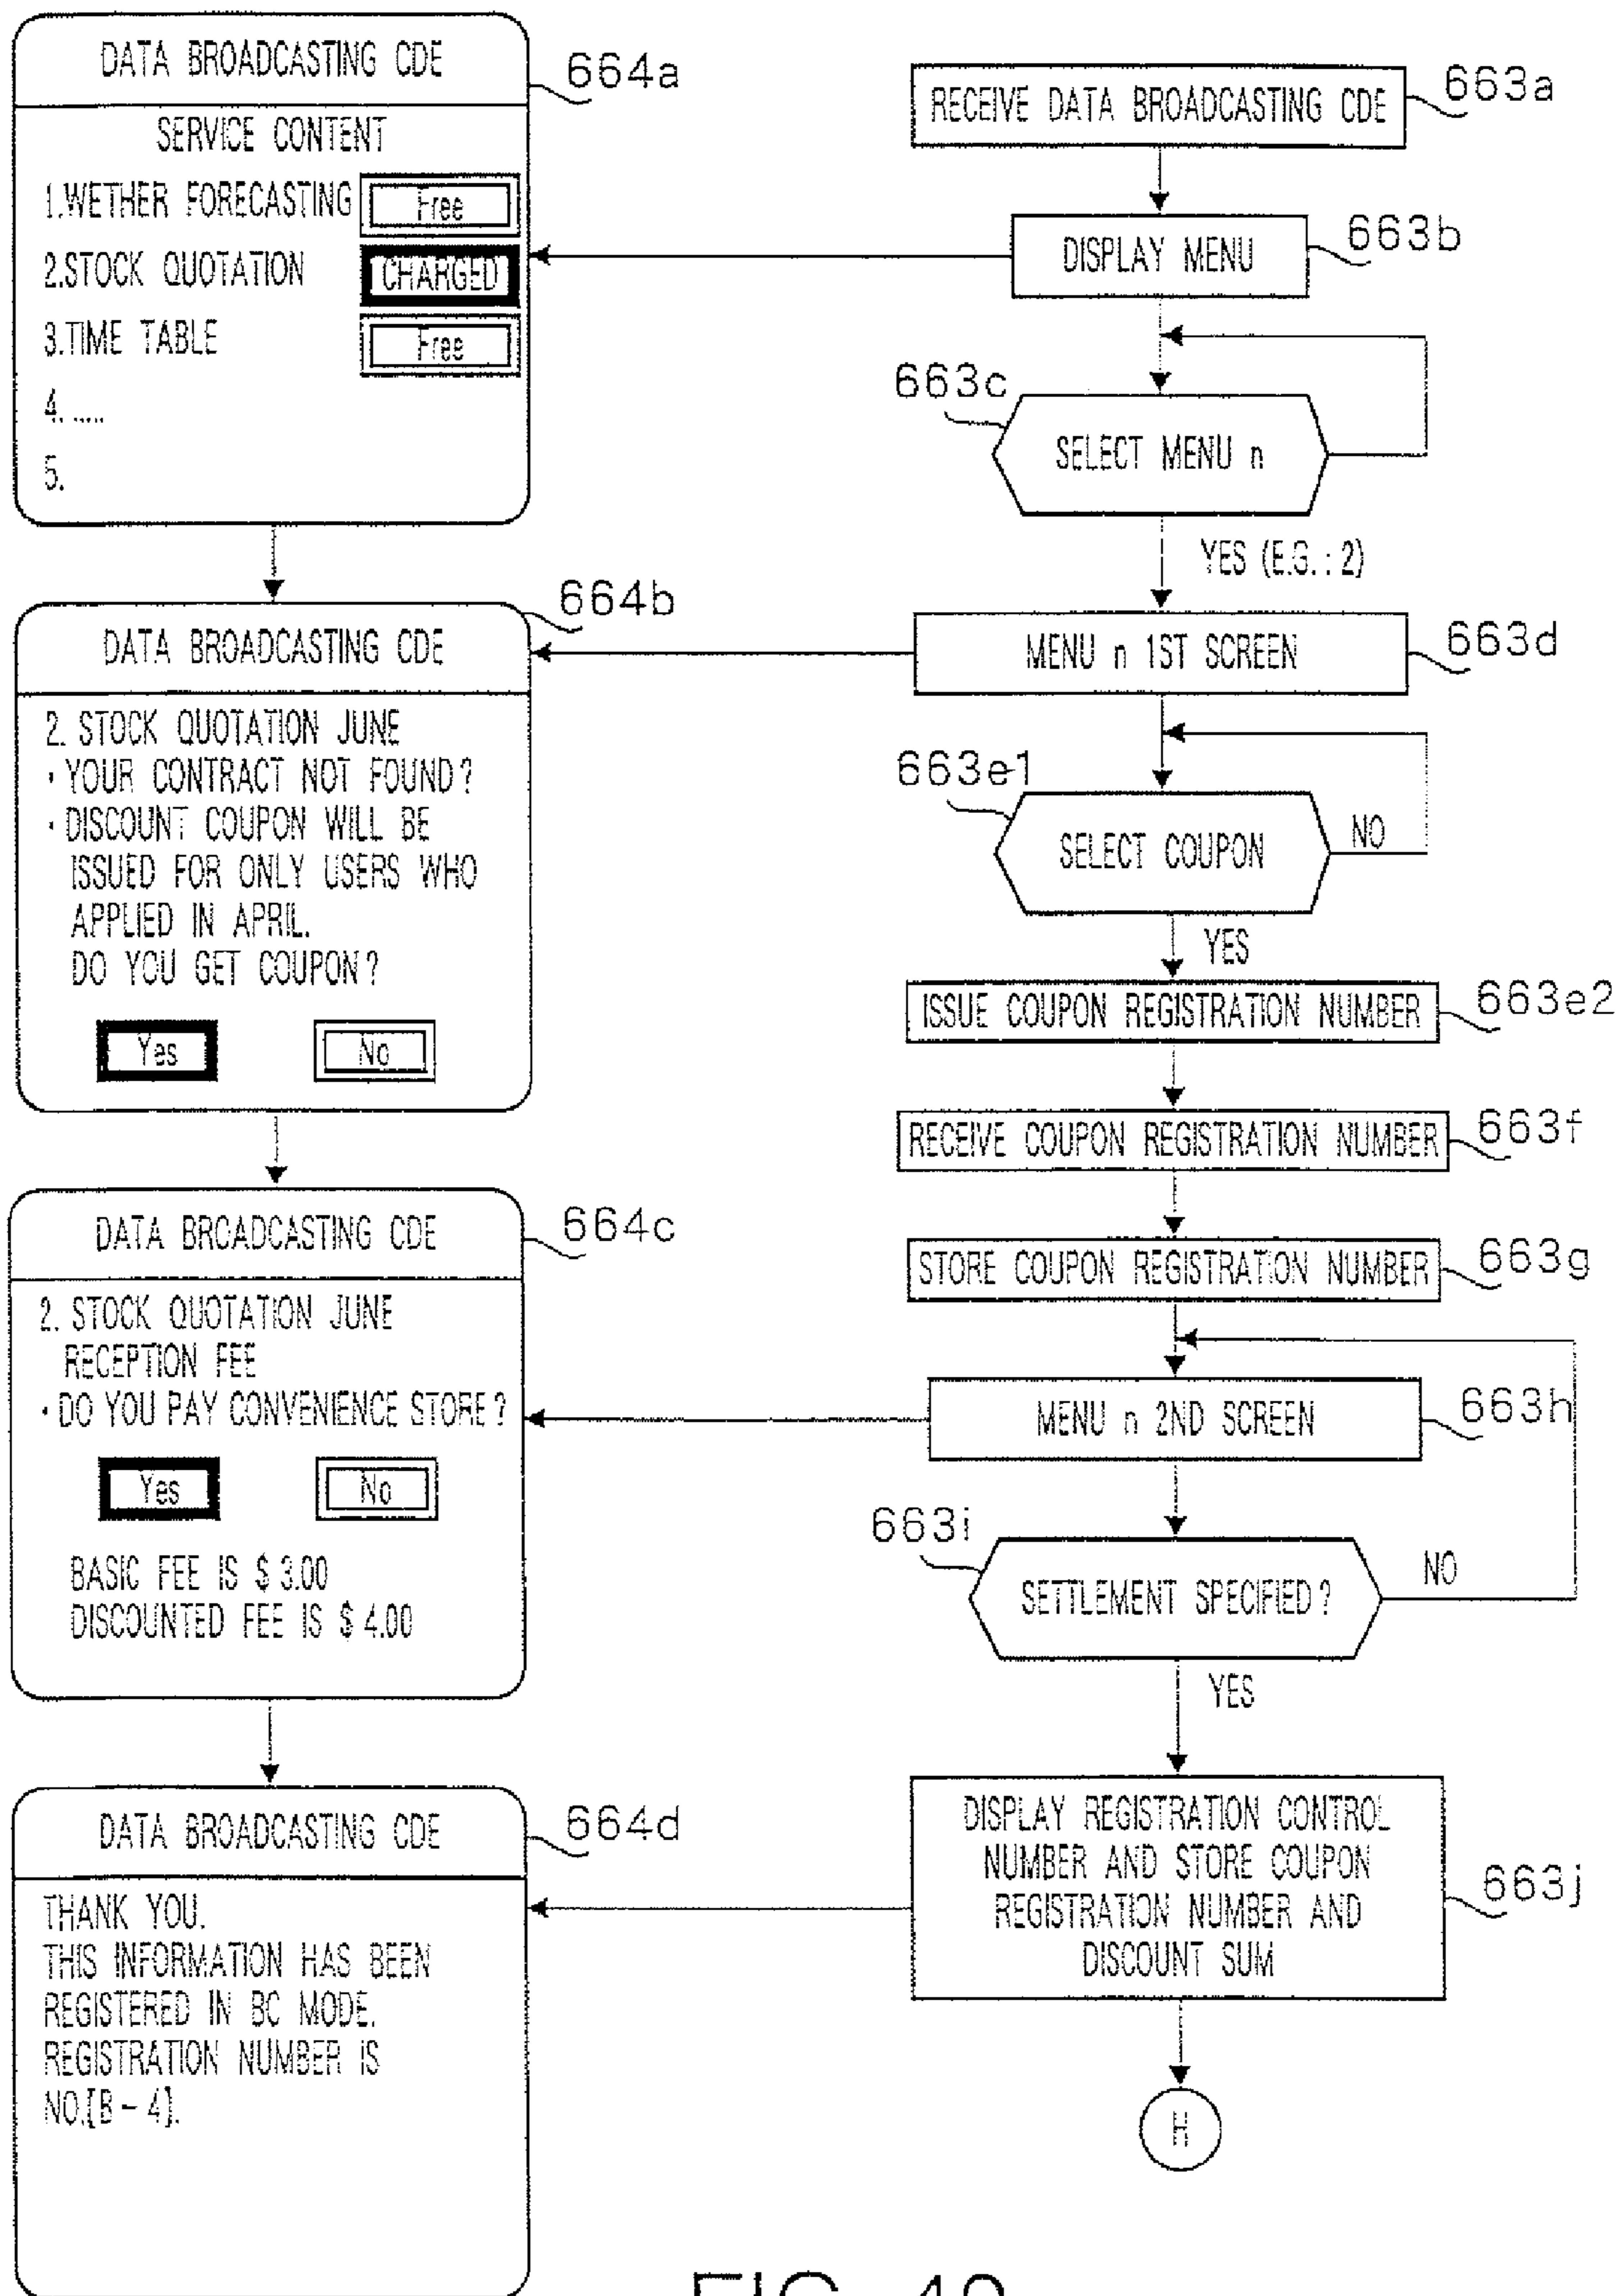 DATA BROADCASTING CDE
664a
SERVICE CONTENT
1.WETHER FORECASTING Free
2.STOCK QUOTATION CHARGED
3.TIME TABLE Free
4. .....
5.
RECEIVE DATA BROADCASTING CDE
663a
DISPLAY MENU
663b
663c
SELECT MENU n
YES (E.G. : 2)
DATA BROADCASTING CDE
664b
2. STOCK QUOTATION JUNE
• YOUR CONTRACT NOT FOUND?
• DISCOUNT COUPON WILL BE
ISSUED FOR ONLY USERS WHO
APPLIED IN APRIL.
DO YOU GET COUPON?
Yes No
MENU n 1ST SCREEN
663d
663e1
SELECT COUPON
NO
YES
ISSUE COUPON REGISTRATION NUMBER
663e2
RECEIVE COUPON REGISTRATION NUMBER
663f
STORE COUPON REGISTRATION NUMBER
663g
DATA BROADCASTING CDE
664c
2. STOCK QUOTATION JUNE
RECEPTION FEE
• DO YOU PAY CONVENIENCE STORE?
Yes No
BASIC FEE IS $ 3.00
DISCOUNTED FEE IS $ 4.00
MENU n 2ND SCREEN
663h
663i
SETTLEMENT SPECIFIED?
NO
YES
DATA BROADCASTING CDE
664d
THANK YOU.
THIS INFORMATION HAS BEEN
REGISTERED IN BC MODE.
REGISTRATION NUMBER IS
NO.[B - 4].
DISPLAY REGISTRATION CONTROL
NUMBER AND STORE COUPON
REGISTRATION NUMBER AND
DISCOUNT SUM
663j
H